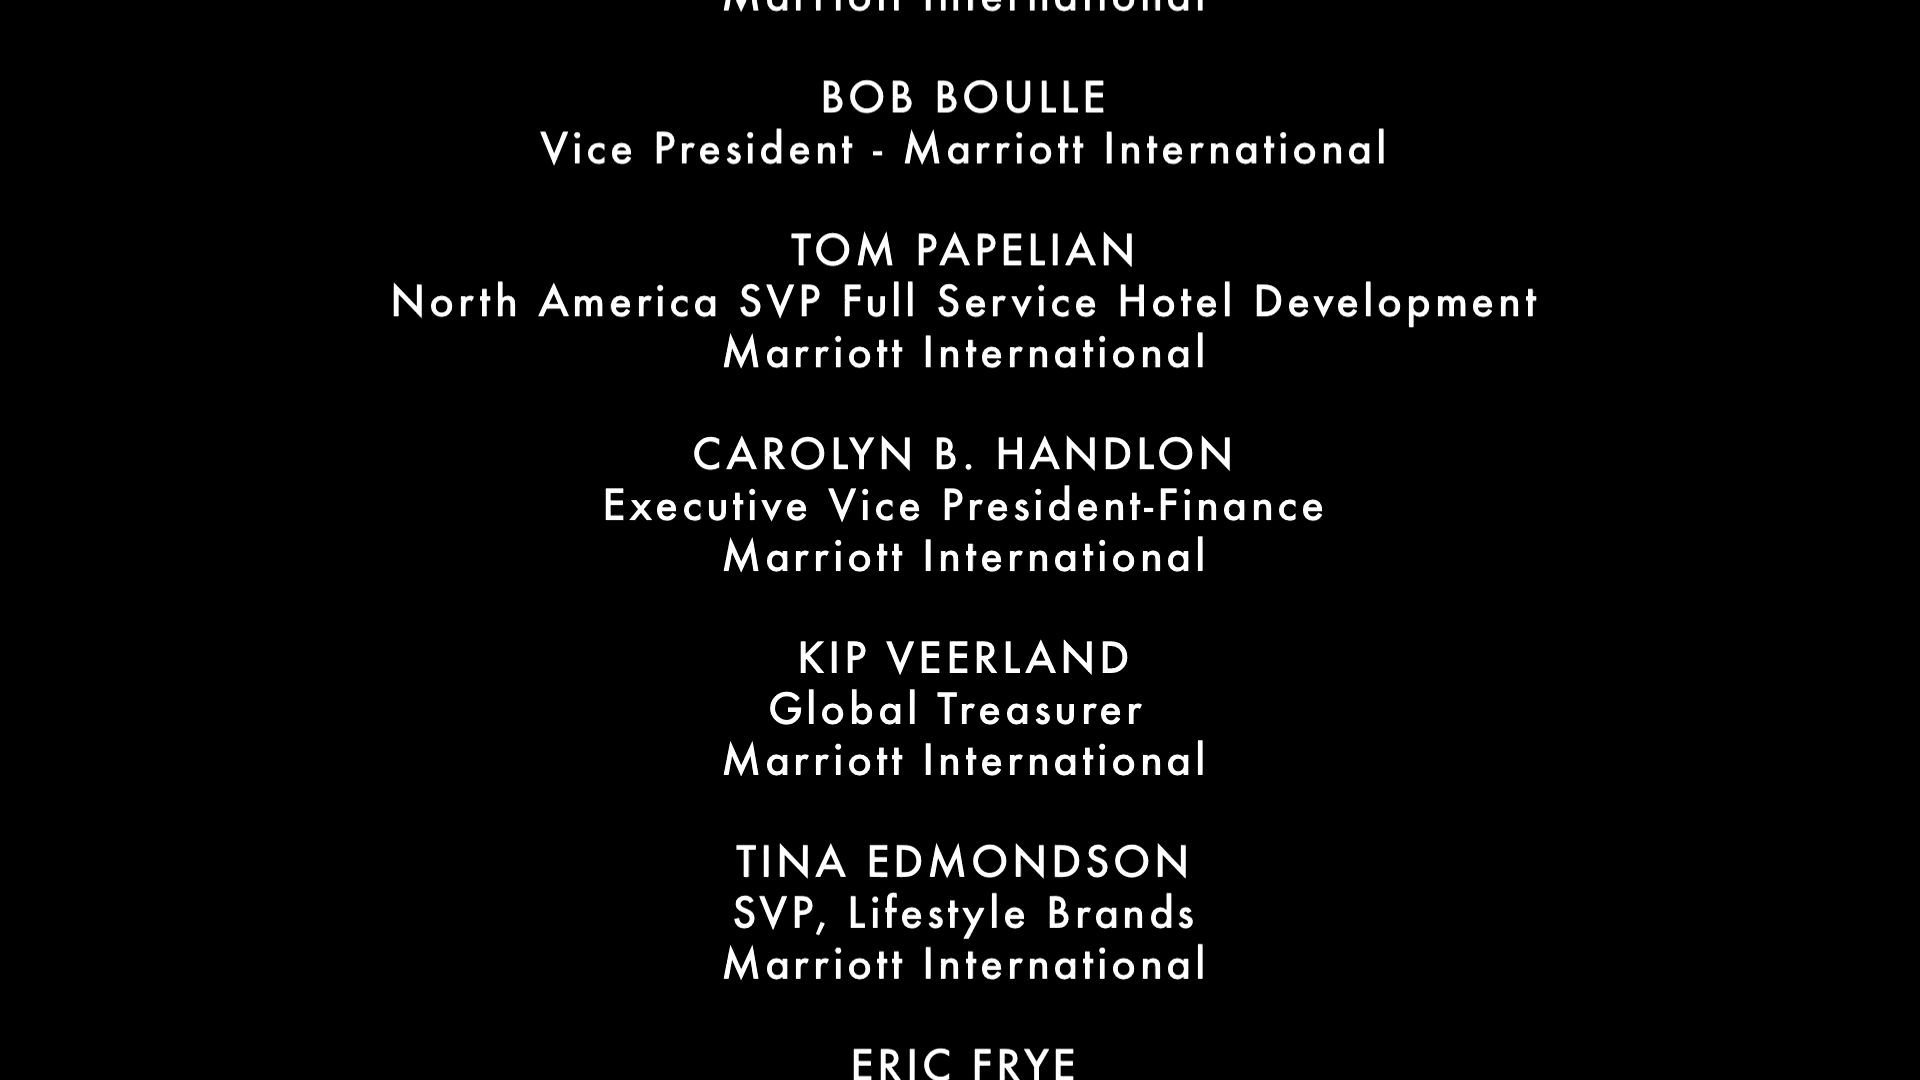 Marriott International
BOB BOULLE
Vice President - Marriott International
TOM PAPELIAN
North America SVP Full Service Hotel Development
Marriott International
CAROLYN B. HANDLON
Executive Vice President-Finance
Marriott International
KIP VEERLAND
Global Treasurer
Marriott International
TINA EDMONDSON
SVP, Lifestyle Brands
Marriott International
ERIC FRYE